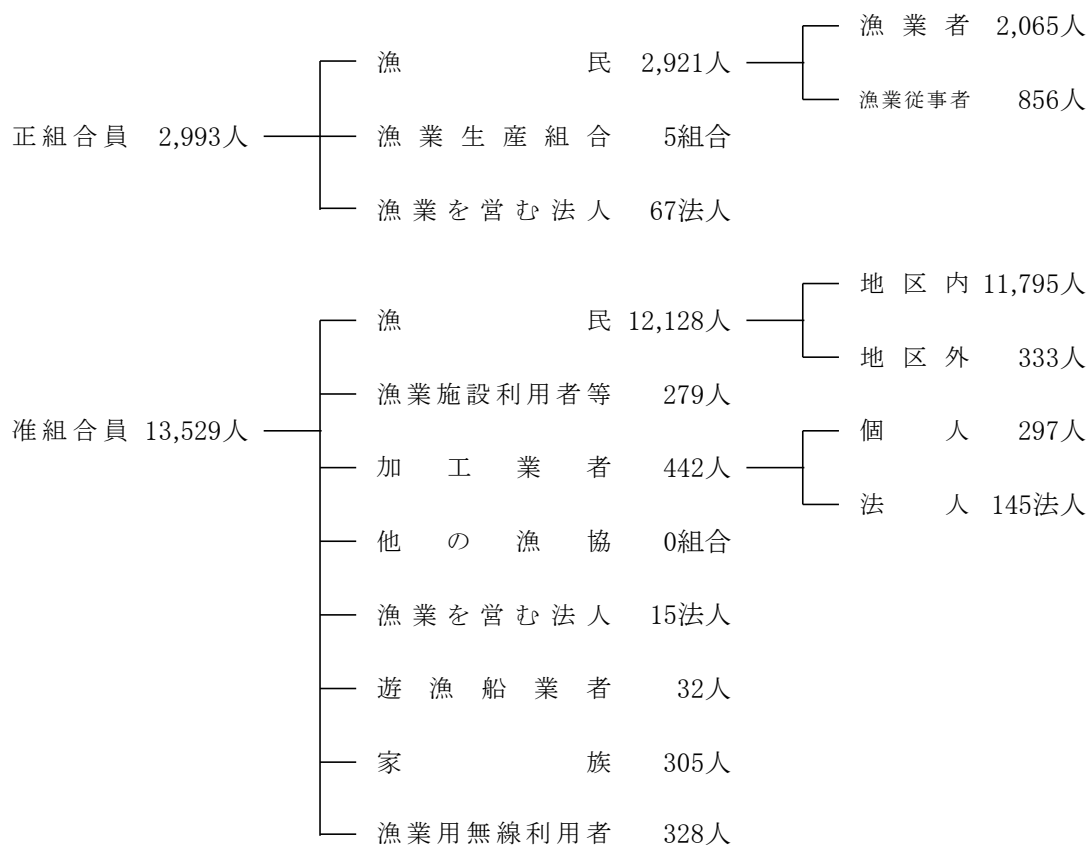 漁業者 2,065人
漁民 2,921人
漁業従事者 856人
正組合員 2,993人 漁業生産組合 5組合
漁業を営む法人 67法人
地区内 11,795人
漁民 12,128人
地区外 333人
漁業施設利用者等 279人
准組合員 13,529人 個人 297人
加工業者 442人
法人 145法人
他の漁協 0組合
漁業を営む法人 15法人
遊漁船業者 32人
家族 305人
漁業用無線利用者 328人